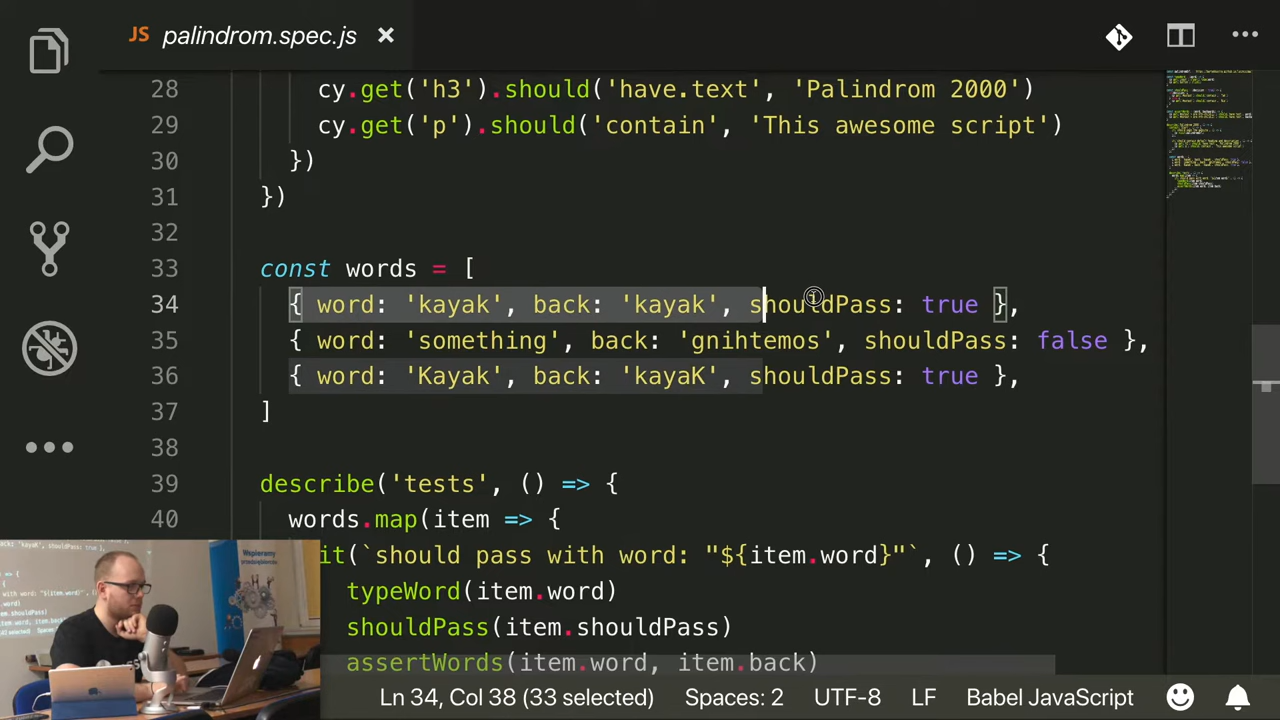 JS palindrom.spec.js ×
28 cy.get('h3').should('have.text', 'Palindrom 2000')
29 cy.get('p').should('contain', 'This awesome script')
30 })
31 })
32
33 const words = [
34 { word: 'kayak', back: 'kayak', shouldPass: true },
35 { word: 'something', back: 'gnihtemos', shouldPass: false },
36 { word: 'Kayak', back: 'kayaK', shouldPass: true },
37 ]
38
39 describe('tests', () => {
40 words.map(item => {
it(`should pass with word: "${item.word}"`, () => {
typeWord(item.word)
shouldPass(item.shouldPass)
assertWords(item.word, item.back)
Wspieramy
Ln 34, Col 38 (33 selected) Spaces: 2 UTF-8 LF Babel JavaScript